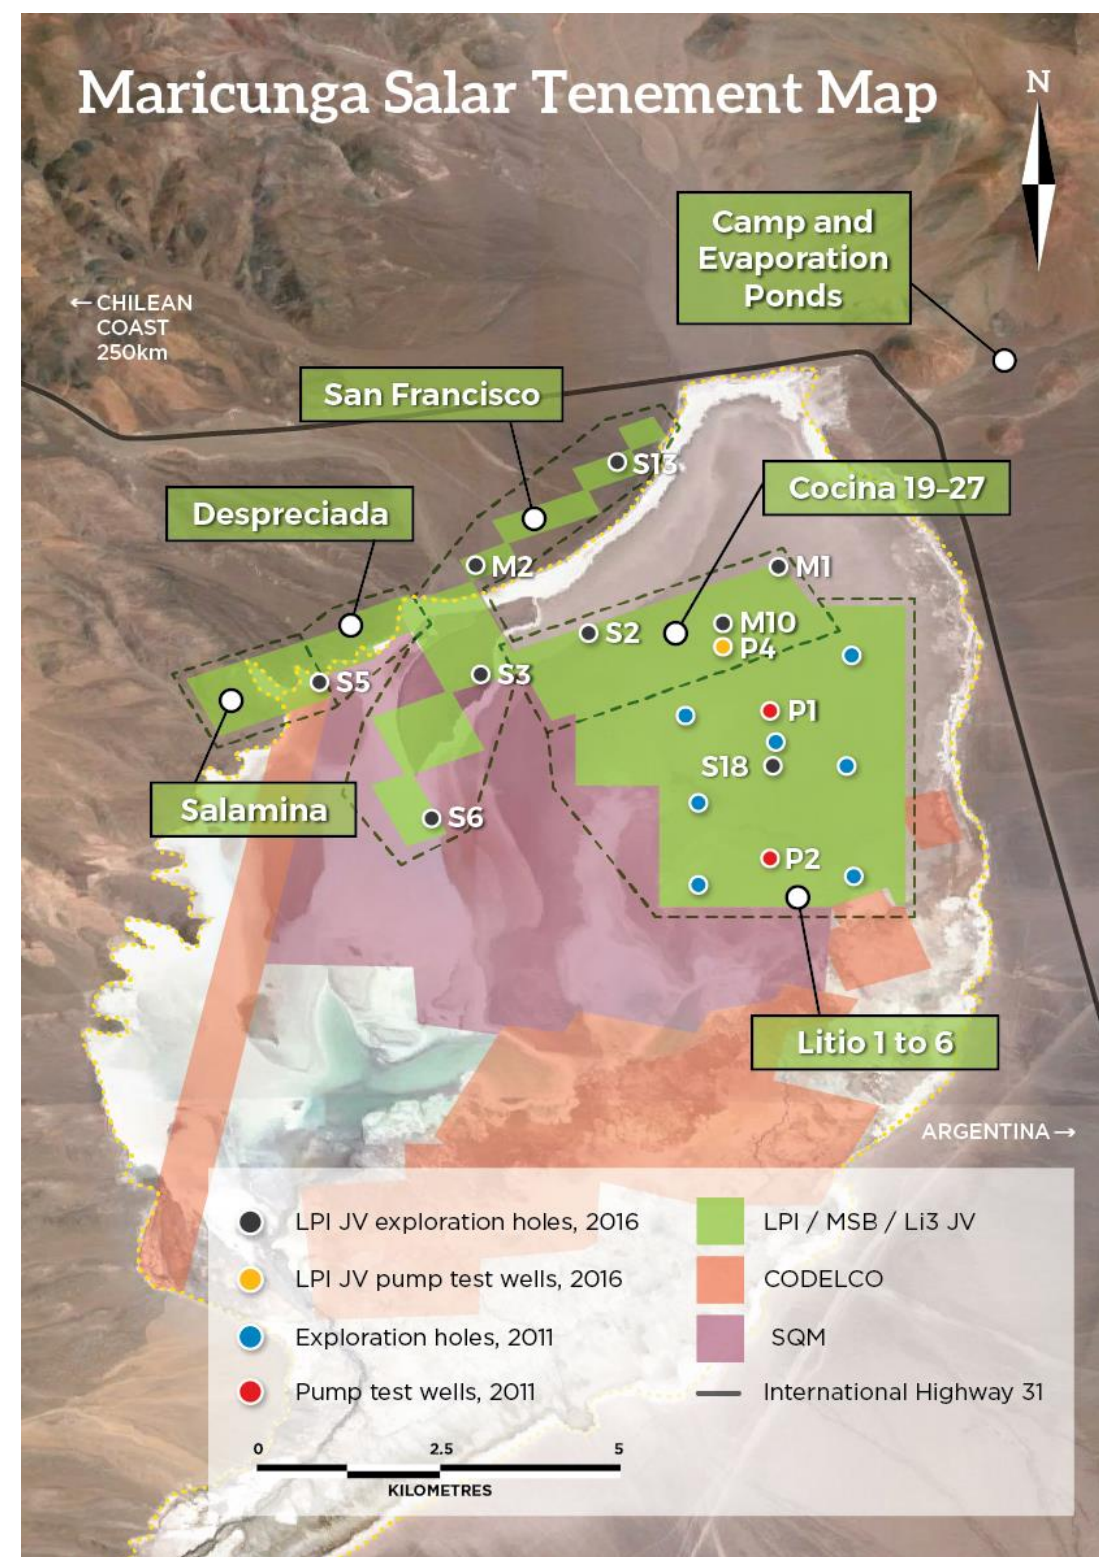 Maricunga Salar Tenement Map
N
Camp and
Evaporation
Ponds
← CHILEAN
COAST
250km
San Francisco
S13
Cocina 19–27
Despreciada
M2
M1
S2
M10
P4
S3
S5
P1
S18
Salamina
S6
P2
Litio 1 to 6
ARGENTINA →
LPI JV exploration holes, 2016
LPI JV pump test wells, 2016
Exploration holes, 2011
Pump test wells, 2011
LPI / MSB / Li3 JV
CODELCO
SQM
International Highway 31
0 2.5 5
KILOMETRES